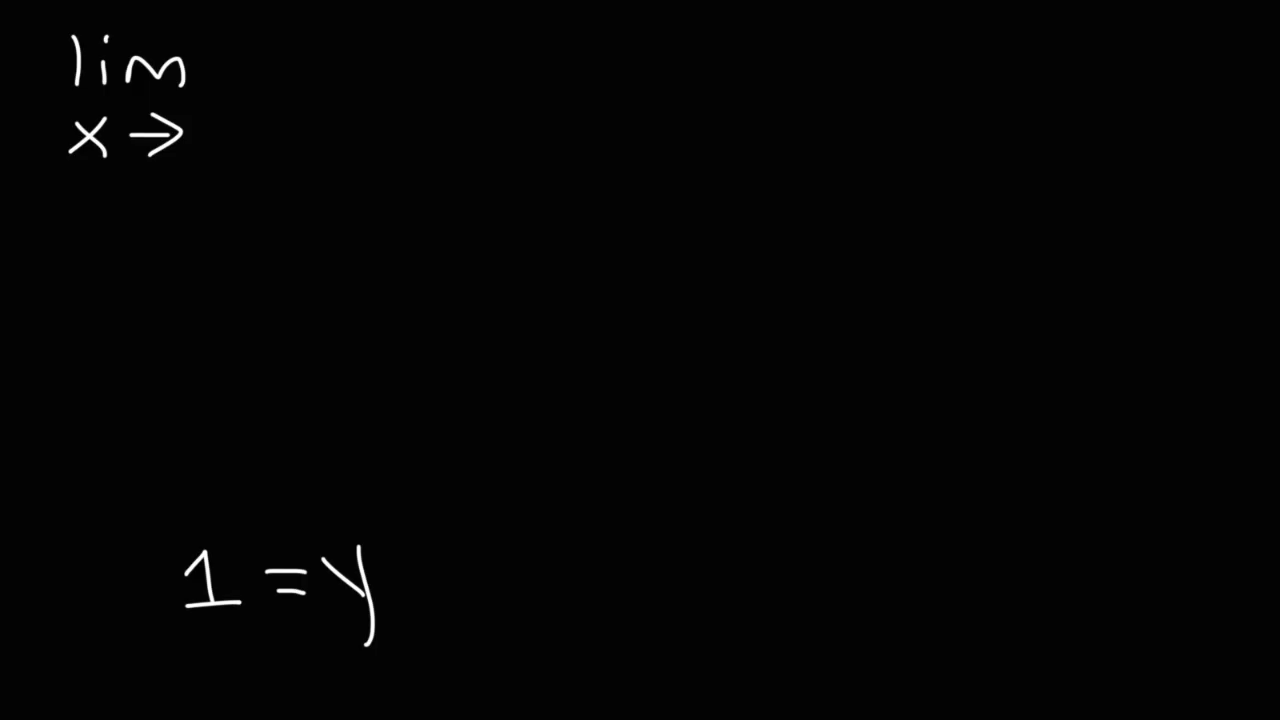 lim
x →
1 = y